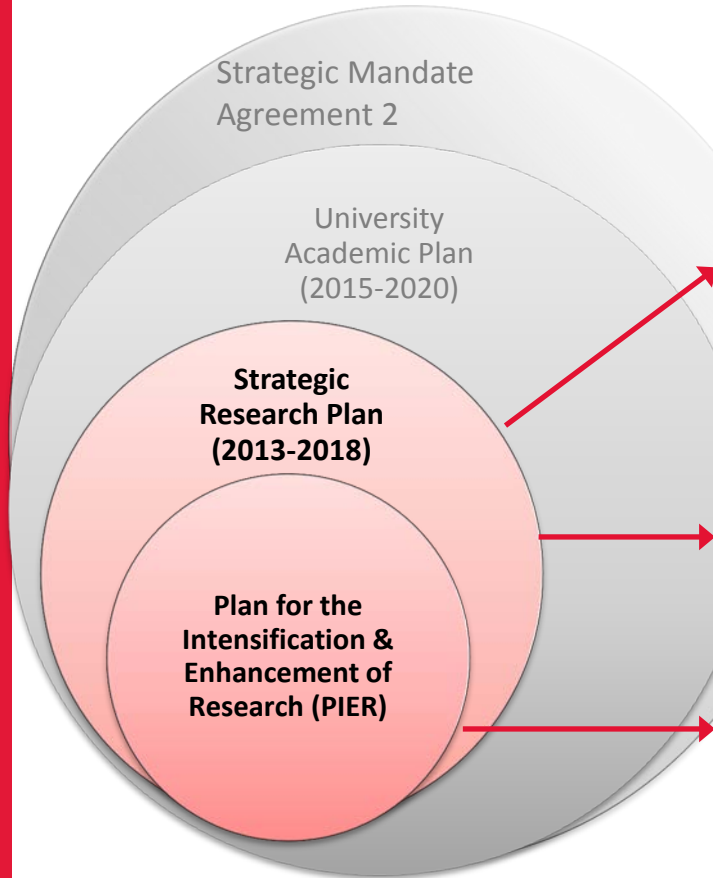 Strategic Mandate
Agreement 2
University
Academic Plan
(2015-2020)
Strategic
Research Plan
(2013-2018)
Plan for the
Intensification &
Enhancement of
Research (PIER)